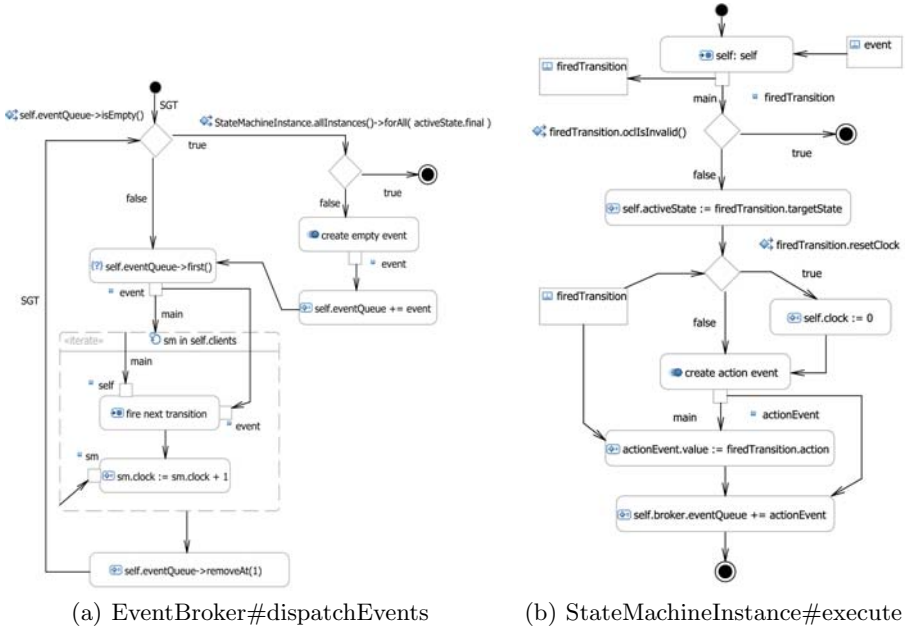 SGT
self.eventQueue->isEmpty()
StateMachineInstance.allInstances()->forAll( activeState.final )
true
true
false
false
create empty event
event
{?} self.eventQueue->first()
event
self.eventQueue += event
SGT
main
«iterate»
sm in self.clients
main
self
fire next transition
event
sm
sm.clock := sm.clock + 1
self.eventQueue->removeAt(1)
(a) EventBroker#dispatchEvents
self: self
event
firedTransition
main
firedTransition
firedTransition.oclIsInvalid()
true
false
self.activeState := firedTransition.targetState
firedTransition.resetClock
true
firedTransition
self.clock := 0
false
create action event
main
actionEvent
actionEvent.value := firedTransition.action
self.broker.eventQueue += actionEvent
(b) StateMachineInstance#execute